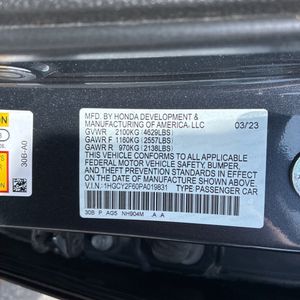 MFD. BY HONDA DEVELOPMENT &
MANUFACTURING OF AMERICA, LLC
03/23
GVWR 2100KG (4629LBS)
GAWR F 1160KG (2557LBS)
GAWR R 970KG (2138LBS)
THIS VEHICLE CONFORMS TO ALL
APPLICABLE FEDERAL MOTOR VEHICLE SAFETY,
BUMPER, AND THEFT PREVENTION STANDARDS
IN EFFECT ON THE DATE OF
MANUFACTURE SHOWN ABOVE.
V.I.N.: 1HGCY2F60PA019831
TYPE: PASSENGER CAR
30B P AG5 NH904M A A
30B-A0